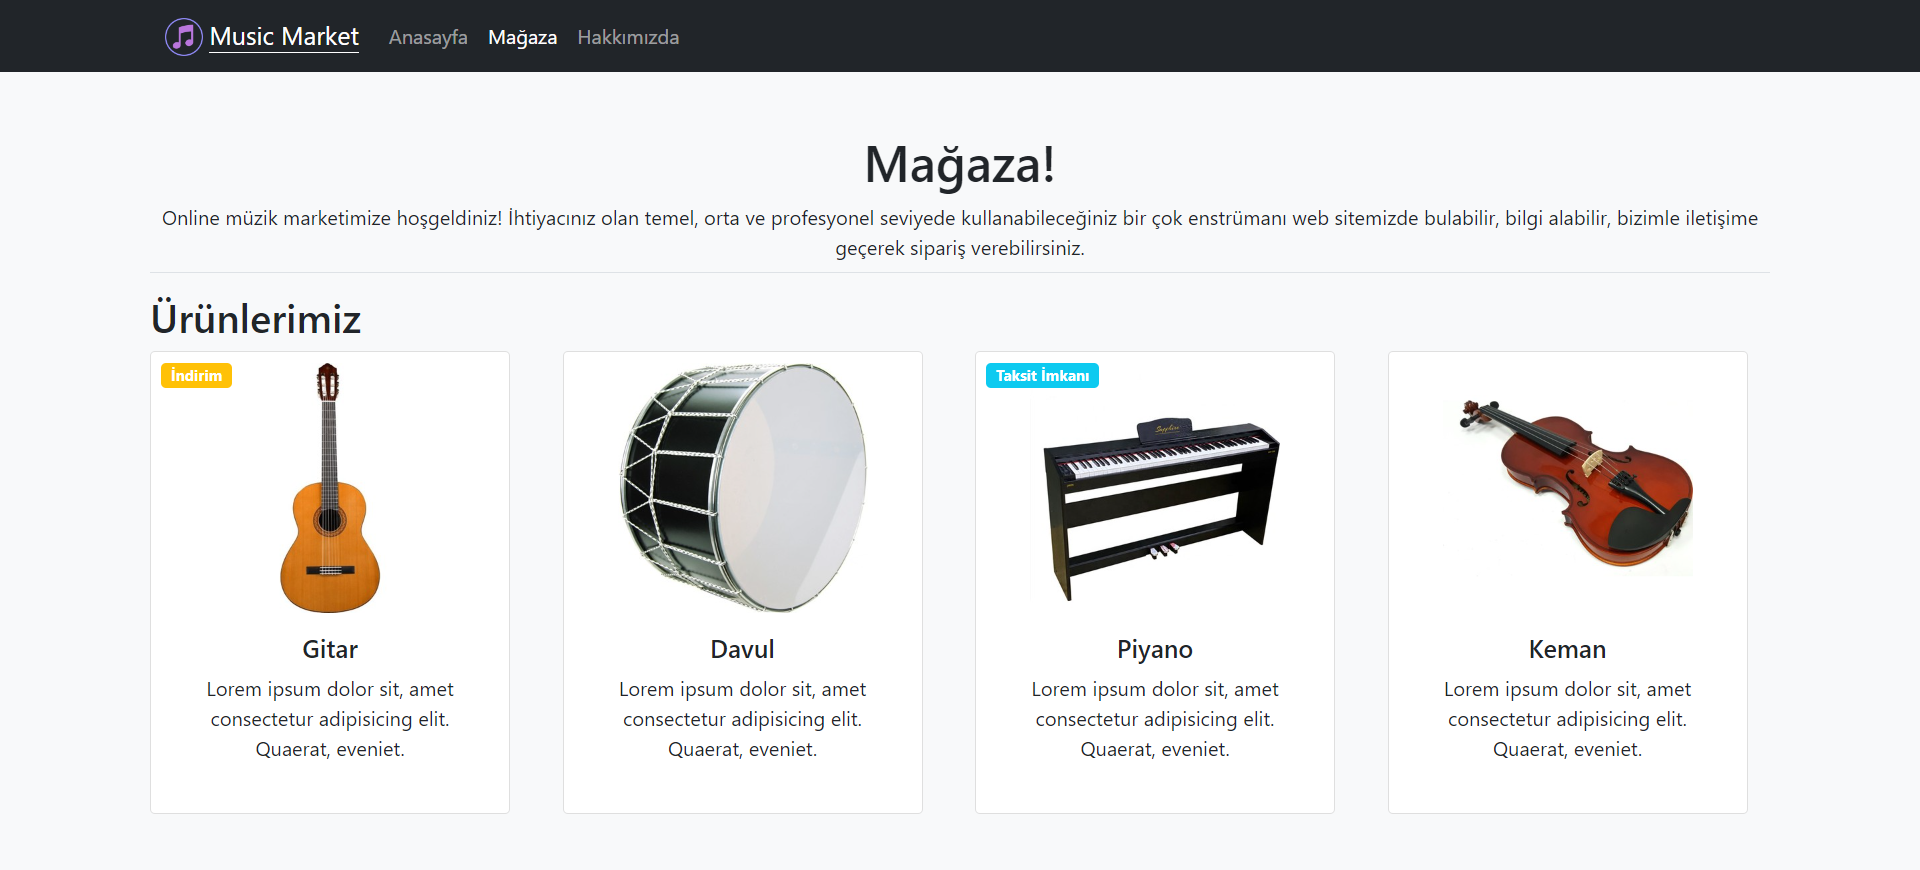 Music Market Anasayfa Mağaza Hakkımızda
Mağaza!
Online müzik marketimize hoşgeldiniz! İhtiyacınız olan temel, orta ve profesyonel seviyede kullanabileceğiniz bir çok enstrümanı web sitemizde bulabilir, bilgi alabilir, bizimle iletişime
geçerek sipariş verebilirsiniz.
Ürünlerimiz
İndirim
Gitar
Lorem ipsum dolor sit, amet
consectetur adipisicing elit.
Quaerat, eveniet.
Davul
Lorem ipsum dolor sit, amet
consectetur adipisicing elit.
Quaerat, eveniet.
Taksit İmkanı
Sapphire
Piyano
Lorem ipsum dolor sit, amet
consectetur adipisicing elit.
Quaerat, eveniet.
Keman
Lorem ipsum dolor sit, amet
consectetur adipisicing elit.
Quaerat, eveniet.